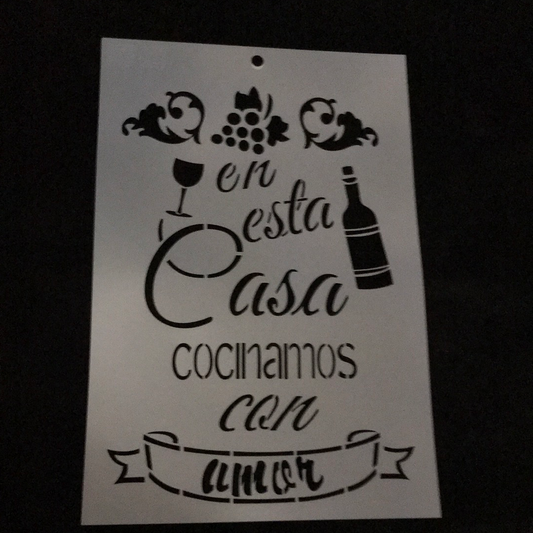 en
esta
Casa
cocinamos
con
amor